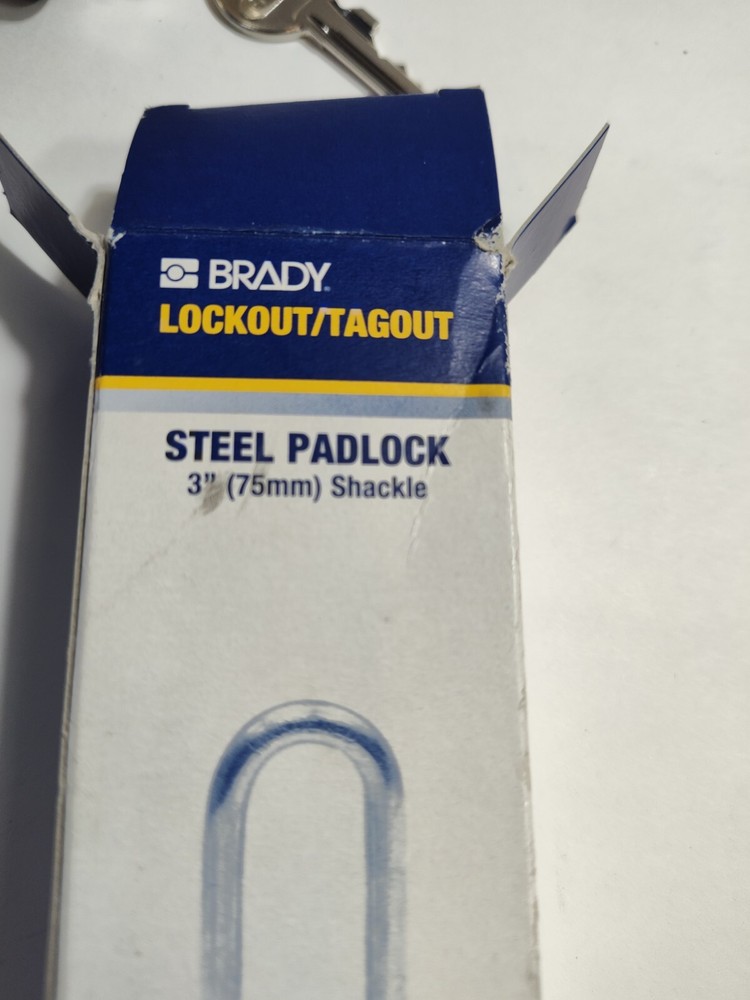 BRADY
LOCKOUT/TAGOUT
STEEL PADLOCK
3" (75mm) Shackle